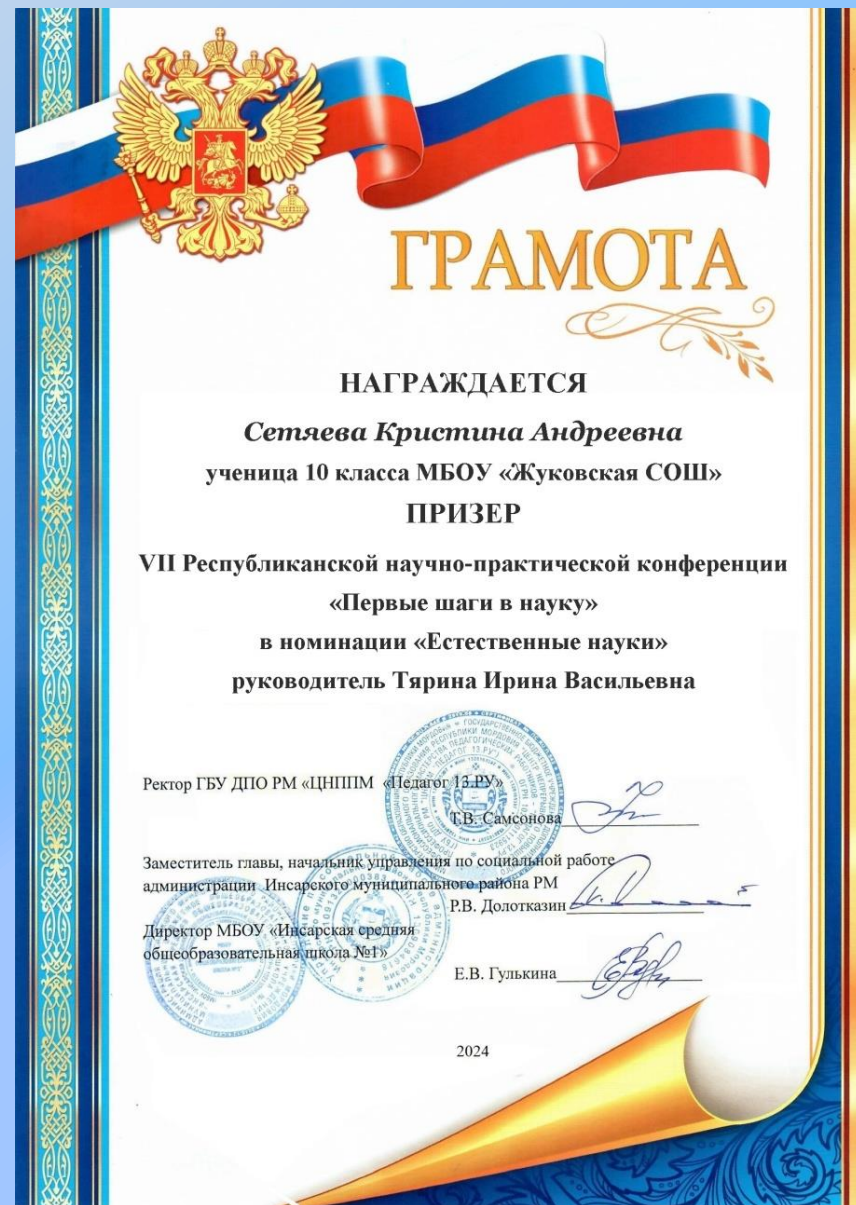 ГРАМОТА
НАГРАЖДАЕТСЯ
Сетяева Кристина Андреевна
ученица 10 класса МБОУ «Жуковская СОШ»
ПРИЗЕР
VII Республиканской научно-практической конференции
«Первые шаги в науку»
в номинации «Естественные науки»
руководитель Тярина Ирина Васильевна
Ректор ГБУ ДПО РМ «ЦНППМ «Педагог 13.РУ»
Т.В. Самсонова
Заместитель главы, начальник управления по социальной работе
администрации Инсарского муниципального района РМ
Р.В. Долотказин
Директор МБОУ «Инсарская средняя
общеобразовательная школа №1»
Е.В. Гулькина
2024